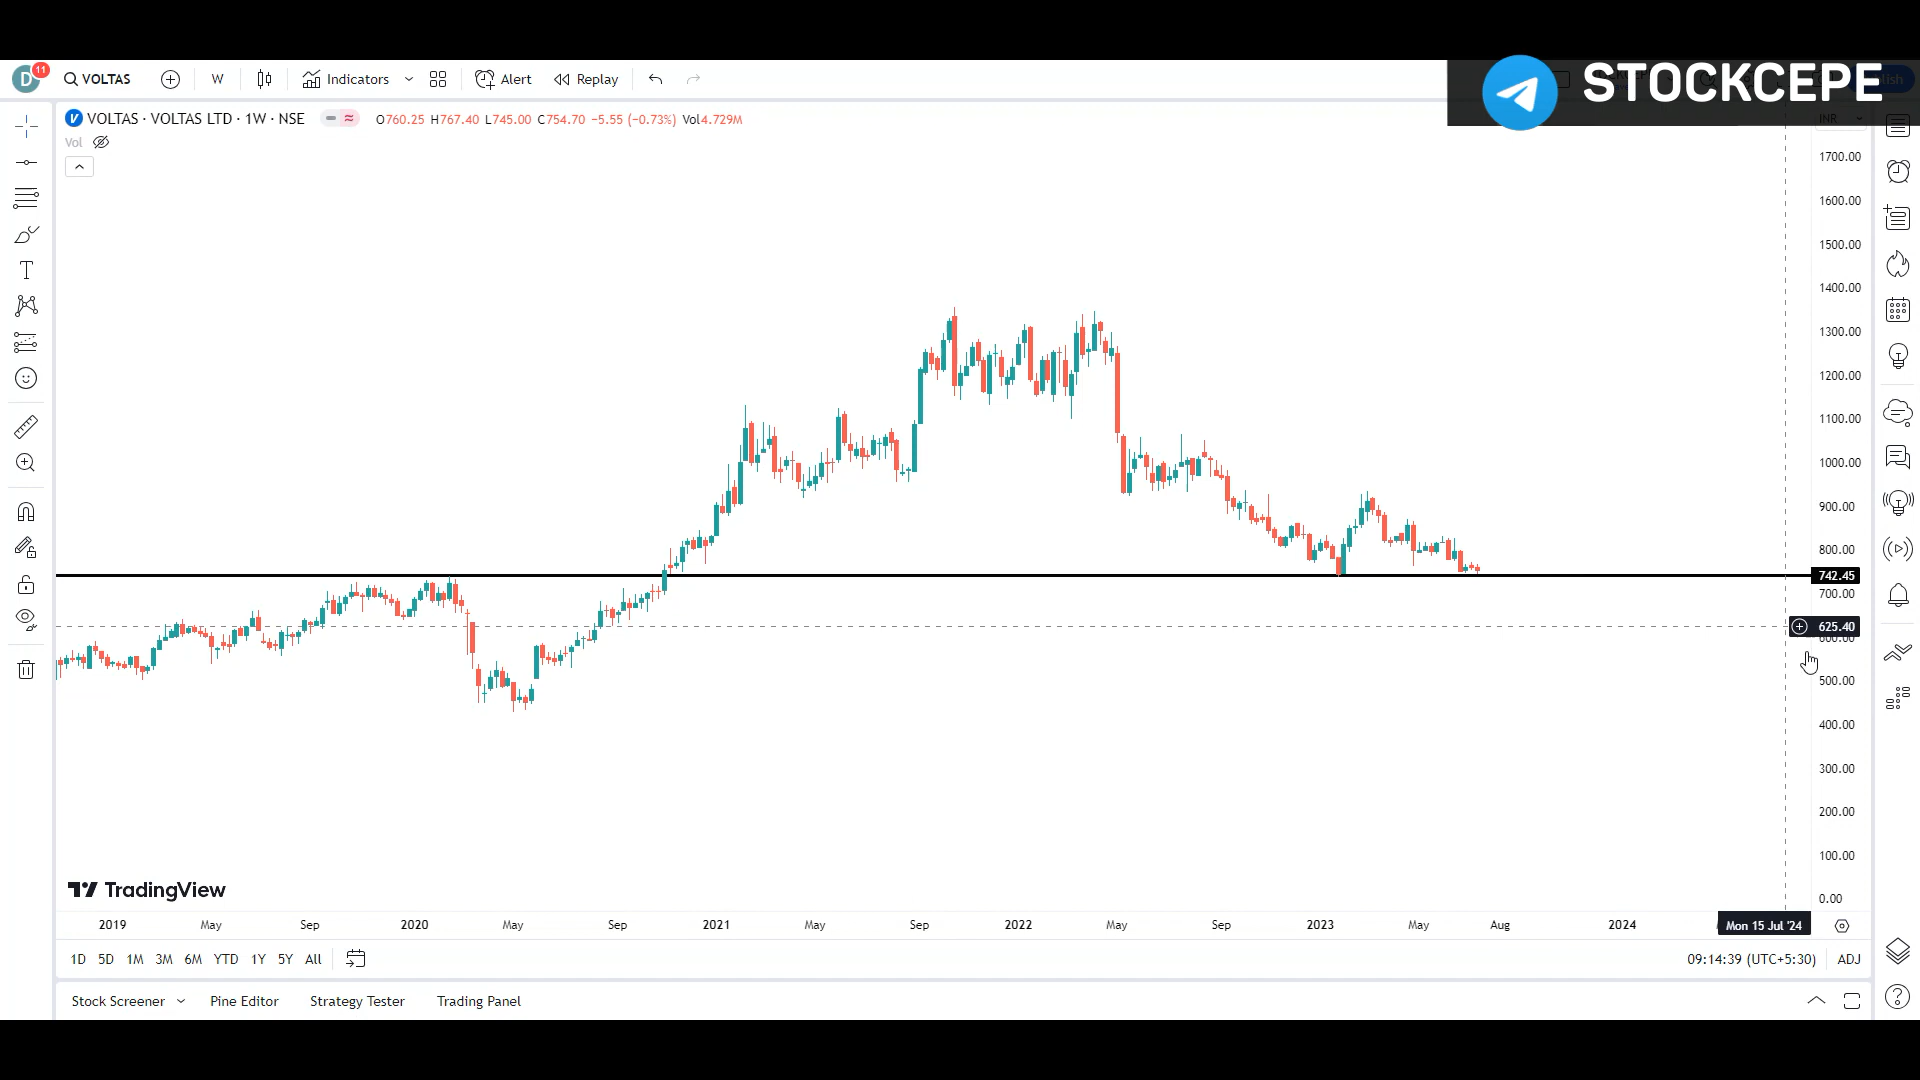 D 11 VOLTAS W Indicators Alert Replay
STOCKCEPE
VOLTAS · VOLTAS LTD · 1W · NSE O760.25 H767.40 L745.00 C754.70 −5.55 (−0.73%) Vol4.729M
INR
Vol
1700.00
1600.00
1500.00
1400.00
1300.00
1200.00
1100.00
1000.00
900.00
800.00
742.45
700.00
625.40
600.00
500.00
400.00
300.00
200.00
100.00
0.00
TradingView
2019 May Sep 2020 May Sep 2021 May Sep 2022 May Sep 2023 May Aug 2024 Mon 15 Jul '24
1D 5D 1M 3M 6M YTD 1Y 5Y All 09:14:39 (UTC+5:30) ADJ
Stock Screener Pine Editor Strategy Tester Trading Panel